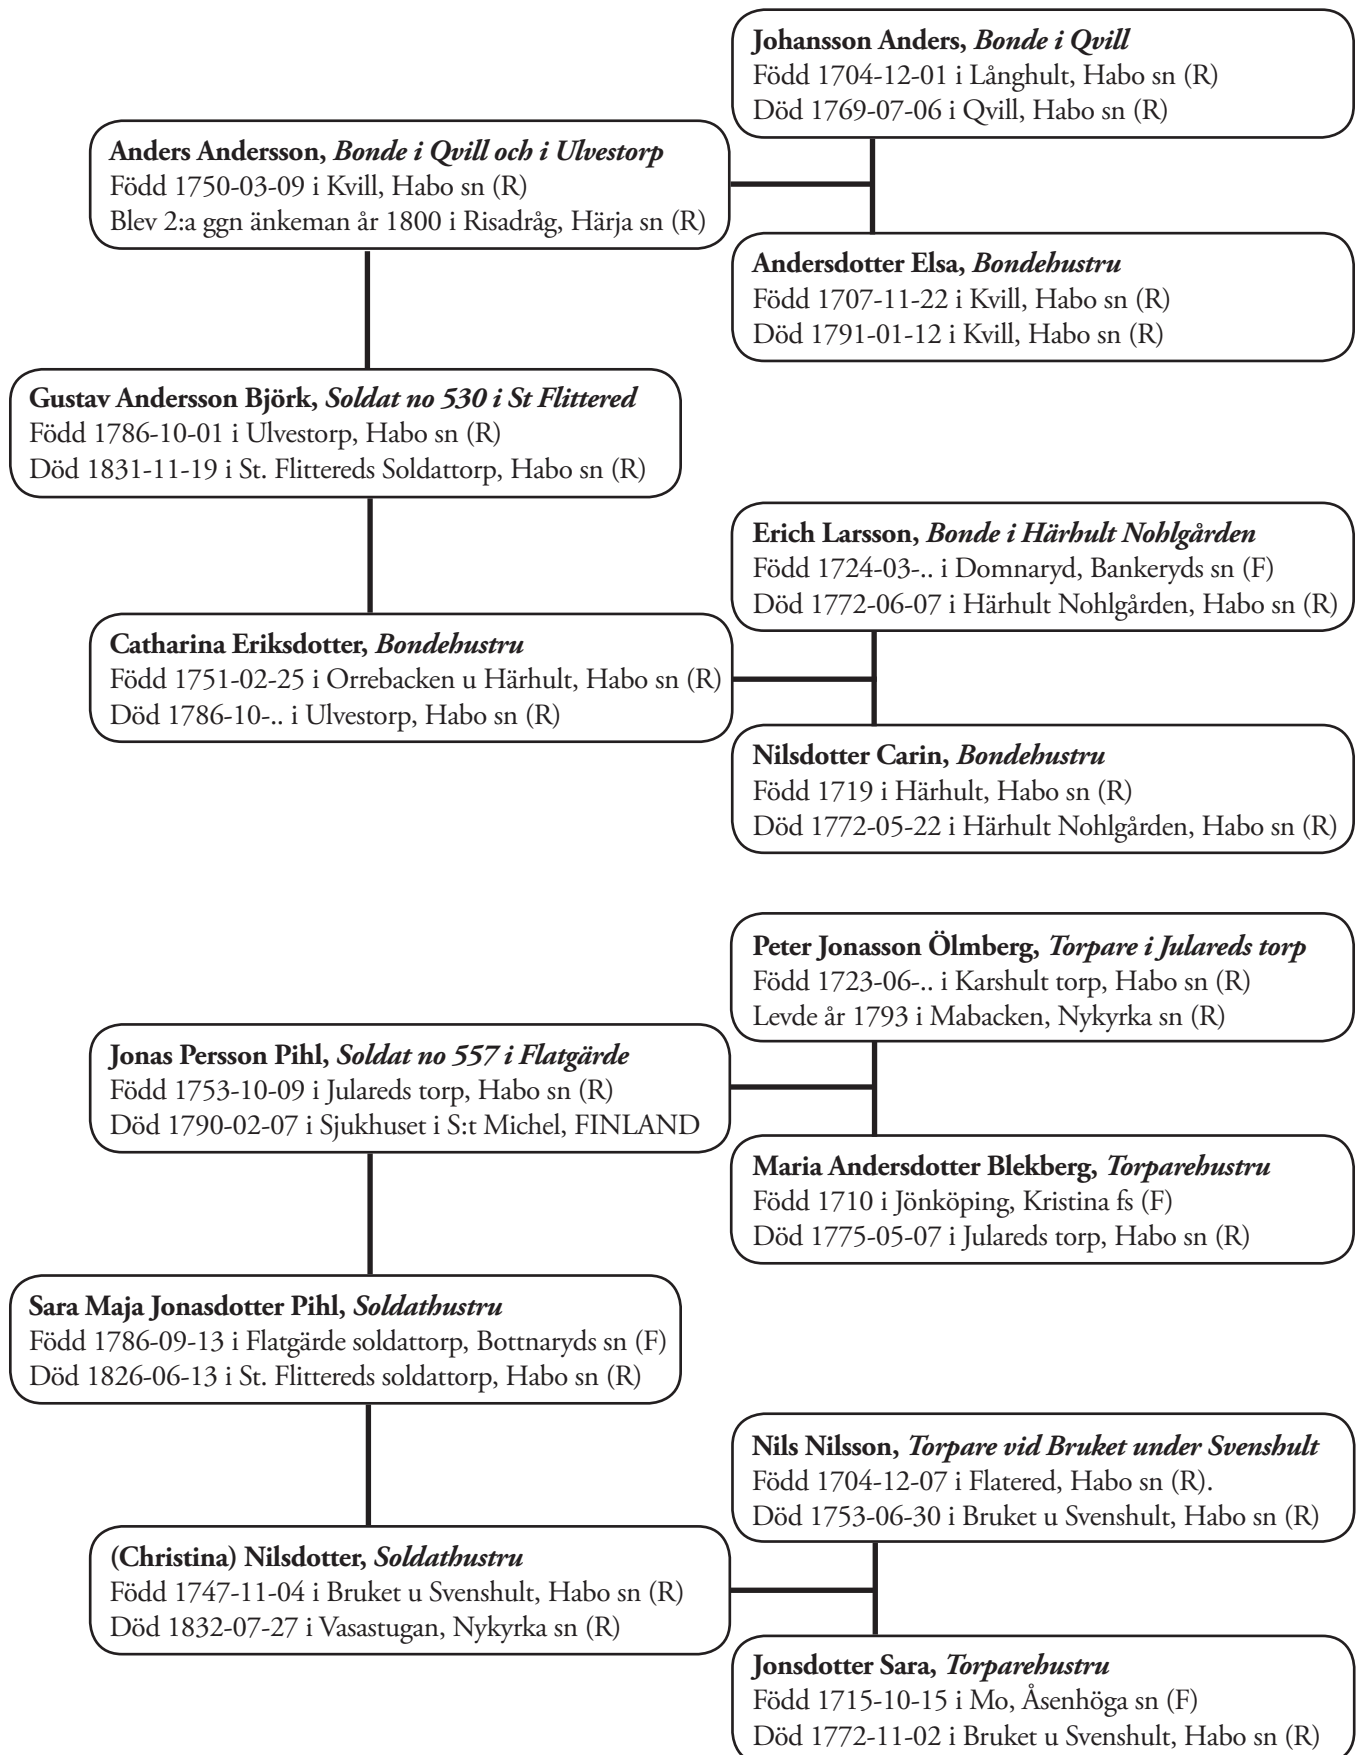 Johansson Anders, Bonde i Qvill
Född 1704-12-01 i Långhult, Habo sn (R)
Död 1769-07-06 i Qvill, Habo sn (R)
Anders Andersson, Bonde i Qvill och i Ulvestorp
Född 1750-03-09 i Kvill, Habo sn (R)
Blev 2:a ggn änkeman år 1800 i Risadråg, Härja sn (R)
Andersdotter Elsa, Bondehustru
Född 1707-11-22 i Kvill, Habo sn (R)
Död 1791-01-12 i Kvill, Habo sn (R)
Gustav Andersson Björk, Soldat no 530 i St Flittered
Född 1786-10-01 i Ulvestorp, Habo sn (R)
Död 1831-11-19 i St. Flittereds Soldattorp, Habo sn (R)
Erich Larsson, Bonde i Härhult Nohlgården
Född 1724-03-.. i Domnaryd, Bankeryds sn (F)
Död 1772-06-07 i Härhult Nohlgården, Habo sn (R)
Catharina Eriksdotter, Bondehustru
Född 1751-02-25 i Orrebacken u Härhult, Habo sn (R)
Död 1786-10-.. i Ulvestorp, Habo sn (R)
Nilsdotter Carin, Bondehustru
Född 1719 i Härhult, Habo sn (R)
Död 1772-05-22 i Härhult Nohlgården, Habo sn (R)
Peter Jonasson Ölmberg, Torpare i Julareds torp
Född 1723-06-.. i Karshult torp, Habo sn (R)
Levde år 1793 i Mabacken, Nykyrka sn (R)
Jonas Persson Pihl, Soldat no 557 i Flatgärde
Född 1753-10-09 i Julareds torp, Habo sn (R)
Död 1790-02-07 i Sjukhuset i S:t Michel, FINLAND
Maria Andersdotter Blekberg, Torparehustru
Född 1710 i Jönköping, Kristina fs (F)
Död 1775-05-07 i Julareds torp, Habo sn (R)
Sara Maja Jonasdotter Pihl, Soldathustru
Född 1786-09-13 i Flatgärde soldattorp, Bottnaryds sn (F)
Död 1826-06-13 i St. Flittereds soldattorp, Habo sn (R)
Nils Nilsson, Torpare vid Bruket under Svenshult
Född 1704-12-07 i Flatered, Habo sn (R).
Död 1753-06-30 i Bruket u Svenshult, Habo sn (R)
(Christina) Nilsdotter, Soldathustru
Född 1747-11-04 i Bruket u Svenshult, Habo sn (R)
Död 1832-07-27 i Vasastugan, Nykyrka sn (R)
Jonsdotter Sara, Torparehustru
Född 1715-10-15 i Mo, Åsenhöga sn (F)
Död 1772-11-02 i Bruket u Svenshult, Habo sn (R)